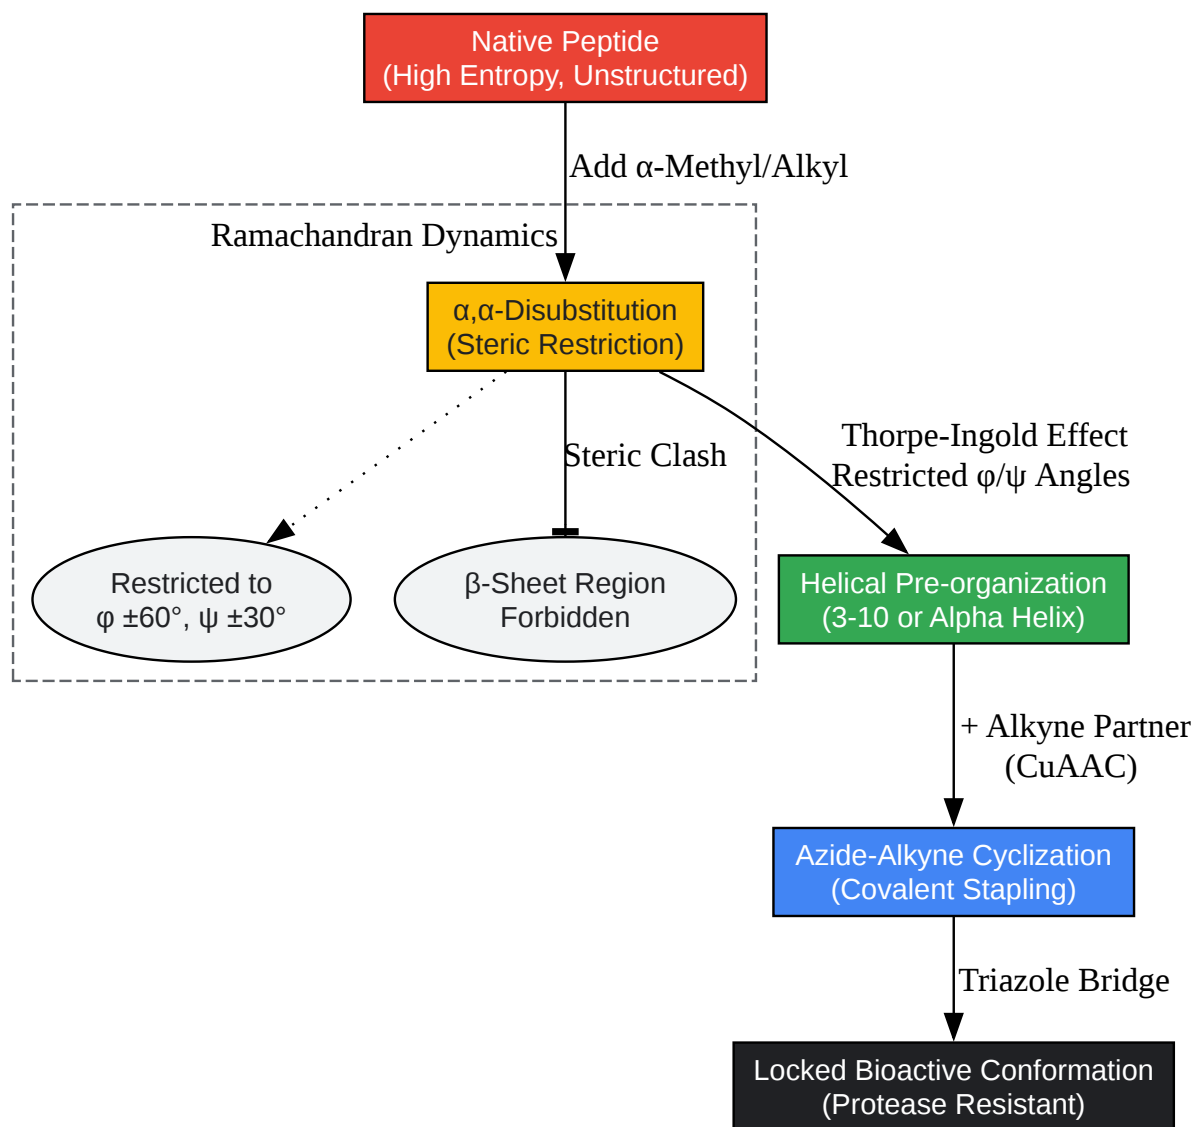 Native Peptide
(High Entropy, Unstructured)
Add α-Methyl/Alkyl
Ramachandran Dynamics
α,α-Disubstitution
(Steric Restriction)
Thorpe-Ingold Effect
Restricted φ/ψ Angles
Steric Clash
Restricted to
φ ±60°, ψ ±30°
β-Sheet Region
Forbidden
Helical Pre-organization
(3-10 or Alpha Helix)
+ Alkyne Partner
(CuAAC)
Azide-Alkyne Cyclization
(Covalent Stapling)
Triazole Bridge
Locked Bioactive Conformation
(Protease Resistant)